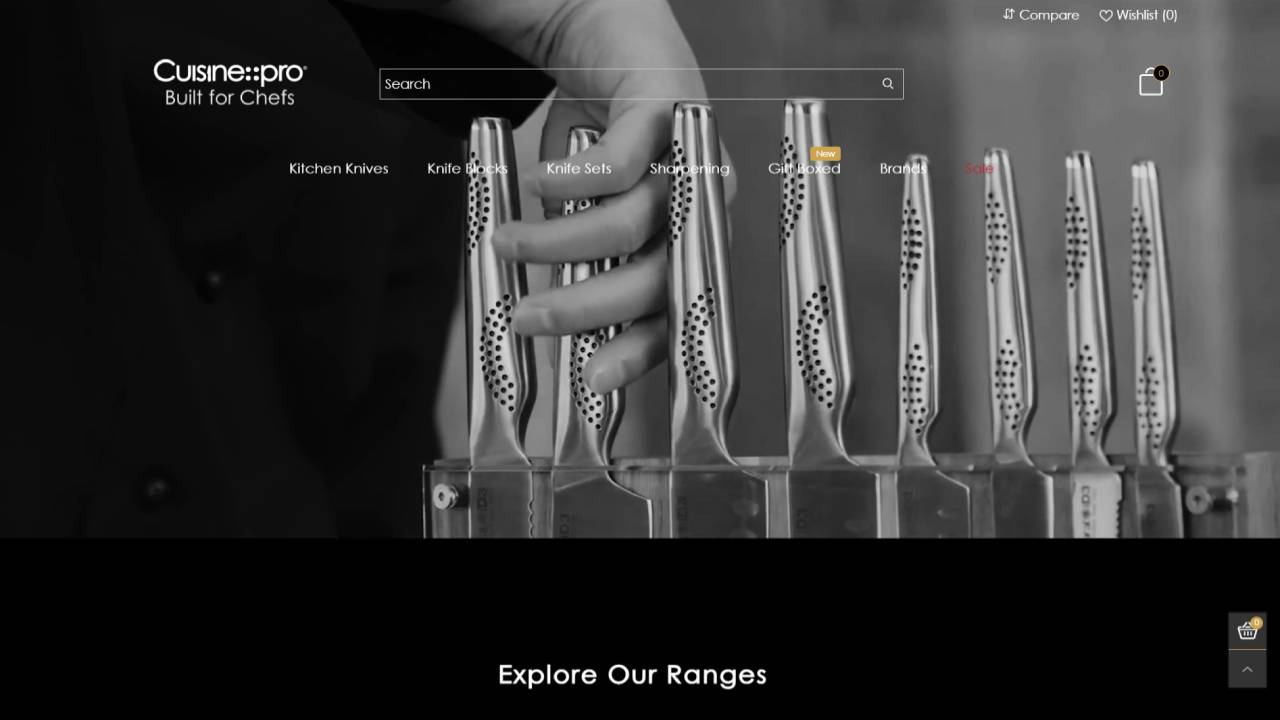 Compare
Wishlist (0)
Cuisine::pro®
Built for Chefs
Search
0
New
Kitchen Knives
Knife Blocks
Knife Sets
Sharpening
Gift Boxed
Brands
Sale
0
Explore Our Ranges